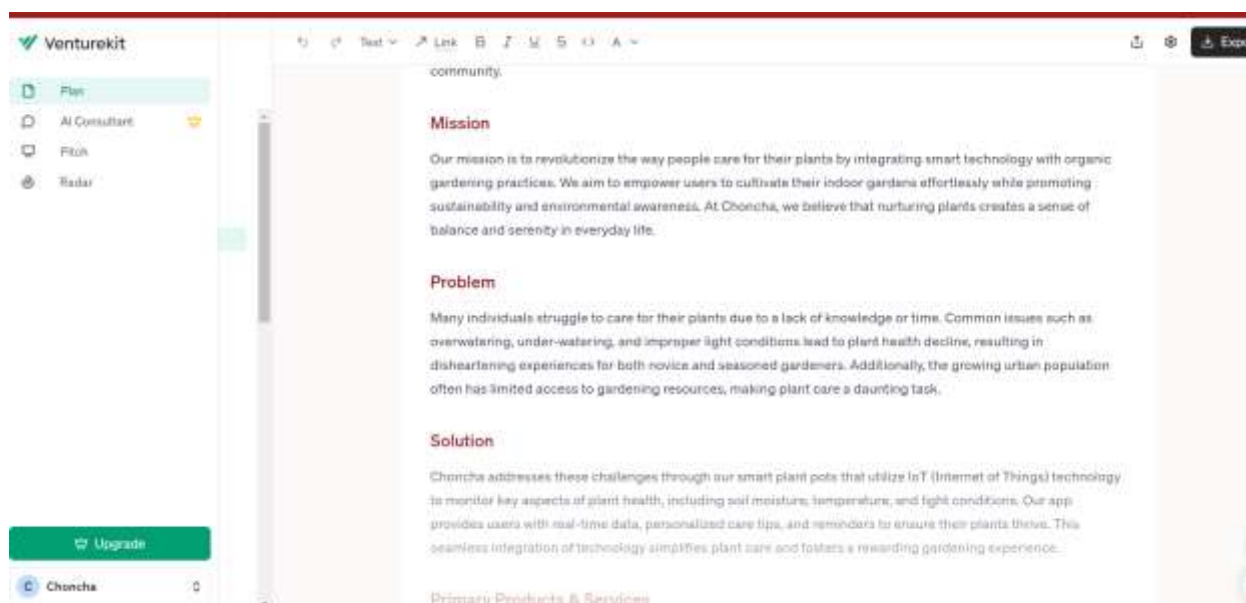 Venturekit
Text
Link
B I U S <> A
Expo
Plan
AI Consultant
Pitch
Radar
community.
Mission
Our mission is to revolutionize the way people care for their plants by integrating smart technology with organic
gardening practices. We aim to empower users to cultivate their indoor gardens effortlessly while promoting
sustainability and environmental awareness. At Choncha, we believe that nurturing plants creates a sense of
balance and serenity in everyday life.
Problem
Many individuals struggle to care for their plants due to a lack of knowledge or time. Common issues such as
overwatering, under-watering, and improper light conditions lead to plant health decline, resulting in
disheartening experiences for both novice and seasoned gardeners. Additionally, the growing urban population
often has limited access to gardening resources, making plant care a daunting task.
Solution
Choncha addresses these challenges through our smart plant pots that utilize IoT (Internet of Things) technology
to monitor key aspects of plant health, including soil moisture, temperature, and light conditions. Our app
provides users with real-time data, personalized care tips, and reminders to ensure their plants thrive. This
seamless integration of technology simplifies plant care and fosters a rewarding gardening experience.
Primary Products & Services
Upgrade
C Choncha